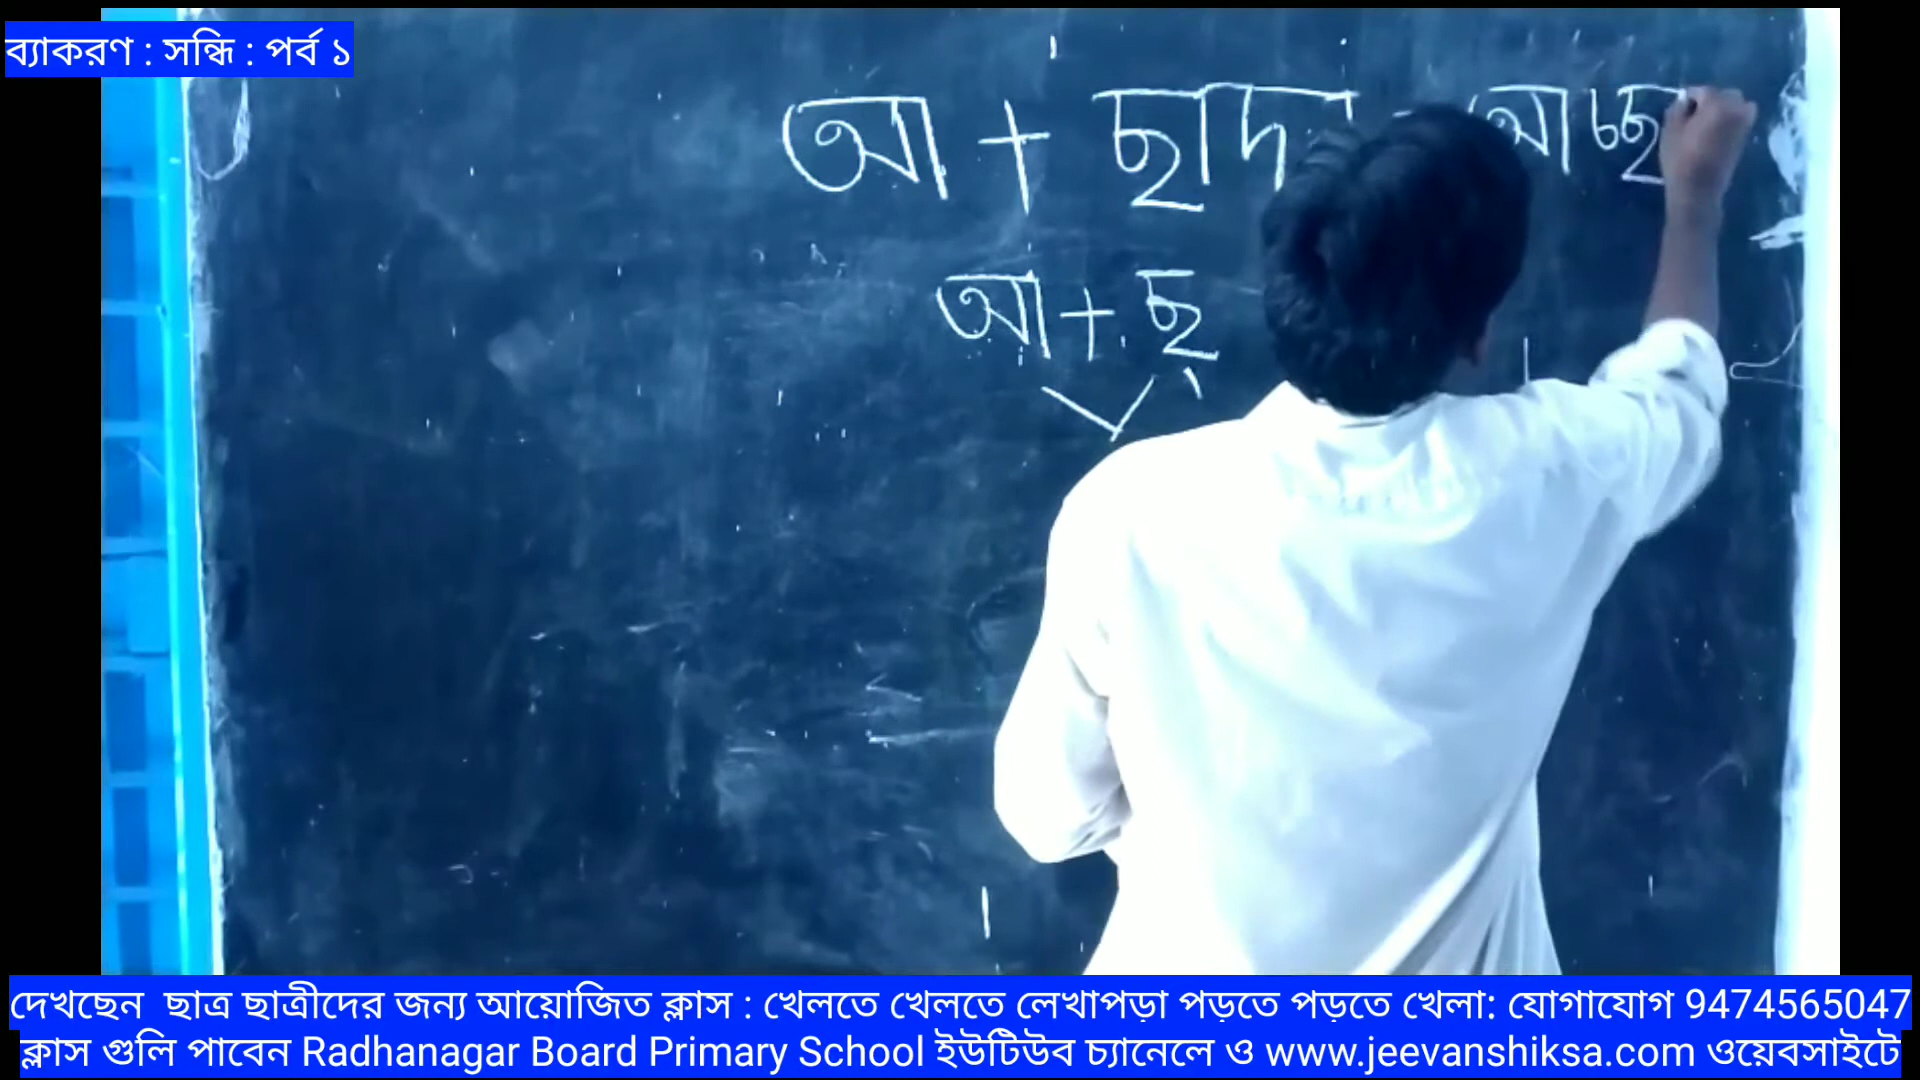 ব্যাকরণ : সন্ধি : পর্ব ১
আ + ছাদ আচ্ছ
আ + ছ
দেখছেন ছাত্র ছাত্রীদের জন্য আয়োজিত ক্লাস : খেলতে খেলতে লেখাপড়া পড়তে পড়তে খেলা: যোগাযোগ 9474565047
ক্লাস গুলি পাবেন Radhanagar Board Primary School ইউটিউব চ্যানেলে ও www.jeevanshiksa.com ওয়েবসাইটে